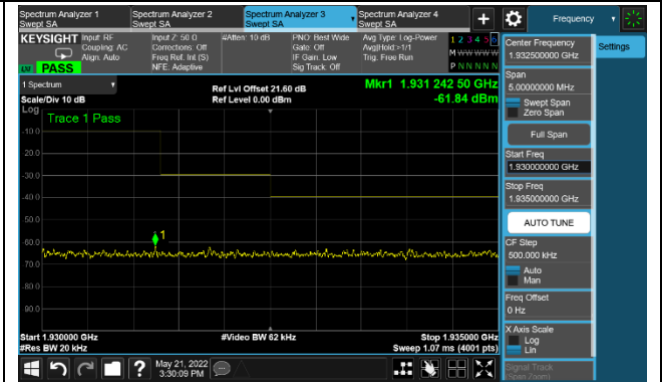 Spectrum Analyzer 1
Swept SA
Spectrum Analyzer 2
Swept SA
Spectrum Analyzer 3
Swept SA
Spectrum Analyzer 4
Swept SA
+
Frequency
KEYSIGHT
Input: RF
Coupling: AC
Align: Auto
LV
PASS
Input Z: 50 Ω
Corrections: Off
Freq Ref: Int (S)
NFE: Adaptive
#Atten: 10 dB
PNO: Best Wide
Gate: Off
IF Gain: Low
Sig Track: Off
Avg Type: Log-Power
Avg|Hold:>1/1
Trig: Free Run
1 2 3 4 5 6
M W W W W W
P N N N N N
Center Frequency
1.932500000 GHz
Settings
Span
5.00000000 MHz
Swept Span
Zero Span
Full Span
Start Freq
1.930000000 GHz
Stop Freq
1.935000000 GHz
AUTO TUNE
CF Step
500.000 kHz
Auto
Man
Freq Offset
0 Hz
X Axis Scale
Log
Lin
Signal Track
(Span Zoom)
1 Spectrum
Scale/Div 10 dB
Ref Lvl Offset 21.60 dB
Ref Level 0.00 dBm
Mkr1 1.931 242 50 GHz
-61.84 dBm
Log
Trace 1 Pass
-10.0
-20.0
-30.0
-40.0
-50.0
-60.0
-70.0
-80.0
-90.0
1
Start 1.930000 GHz
#Res BW 20 kHz
#Video BW 62 kHz
Stop 1.935000 GHz
Sweep 1.07 ms (4001 pts)
?
May 21, 2022
3:30:09 PM